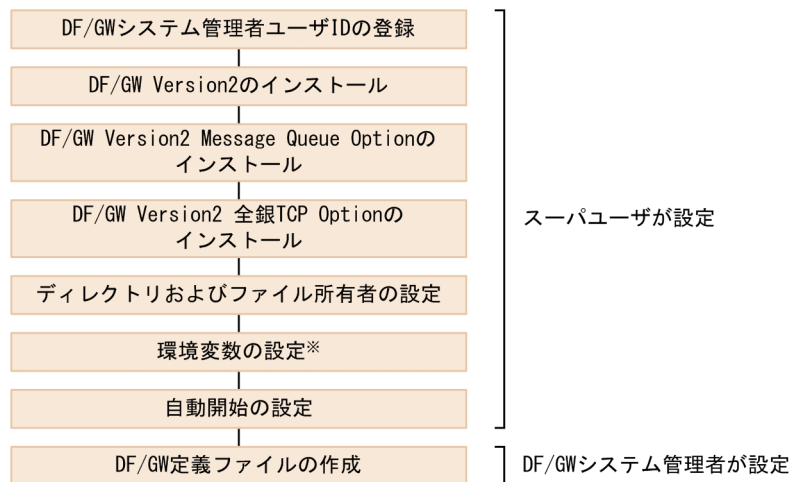 DF/GWシステム管理者ユーザIDの登録
DF/GW Version2のインストール
DF/GW Version2 Message Queue Optionの
インストール
DF/GW Version2 全銀TCP Optionの
インストール
ディレクトリおよびファイル所有者の設定
環境変数の設定※
自動開始の設定
スーパユーザが設定
DF/GW定義ファイルの作成
DF/GWシステム管理者が設定